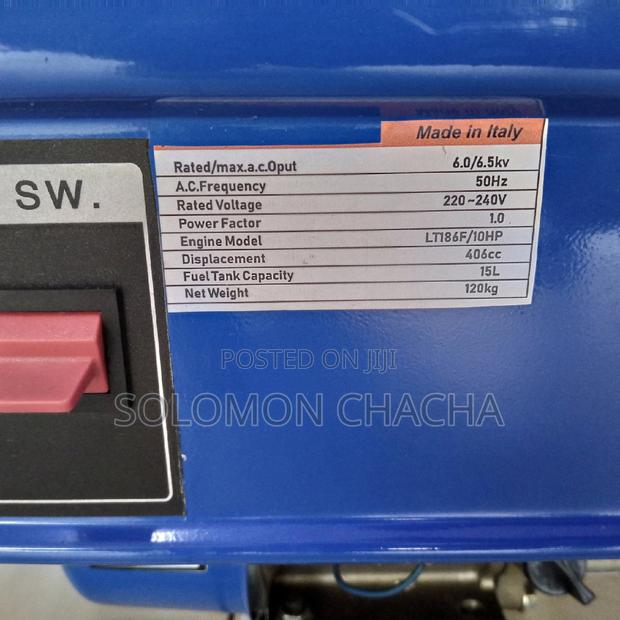 Made in Italy
Rated/max.a.c.Oput 6.0/6.5kv
A.C.Frequency 50Hz
Rated Voltage 220~240V
Power Factor 1.0
Engine Model LT186F/10HP
Displacement 406cc
Fuel Tank Capacity 15L
Net Weight 120kg
SW.
POSTED ON JIJI
SOLOMON CHACHA